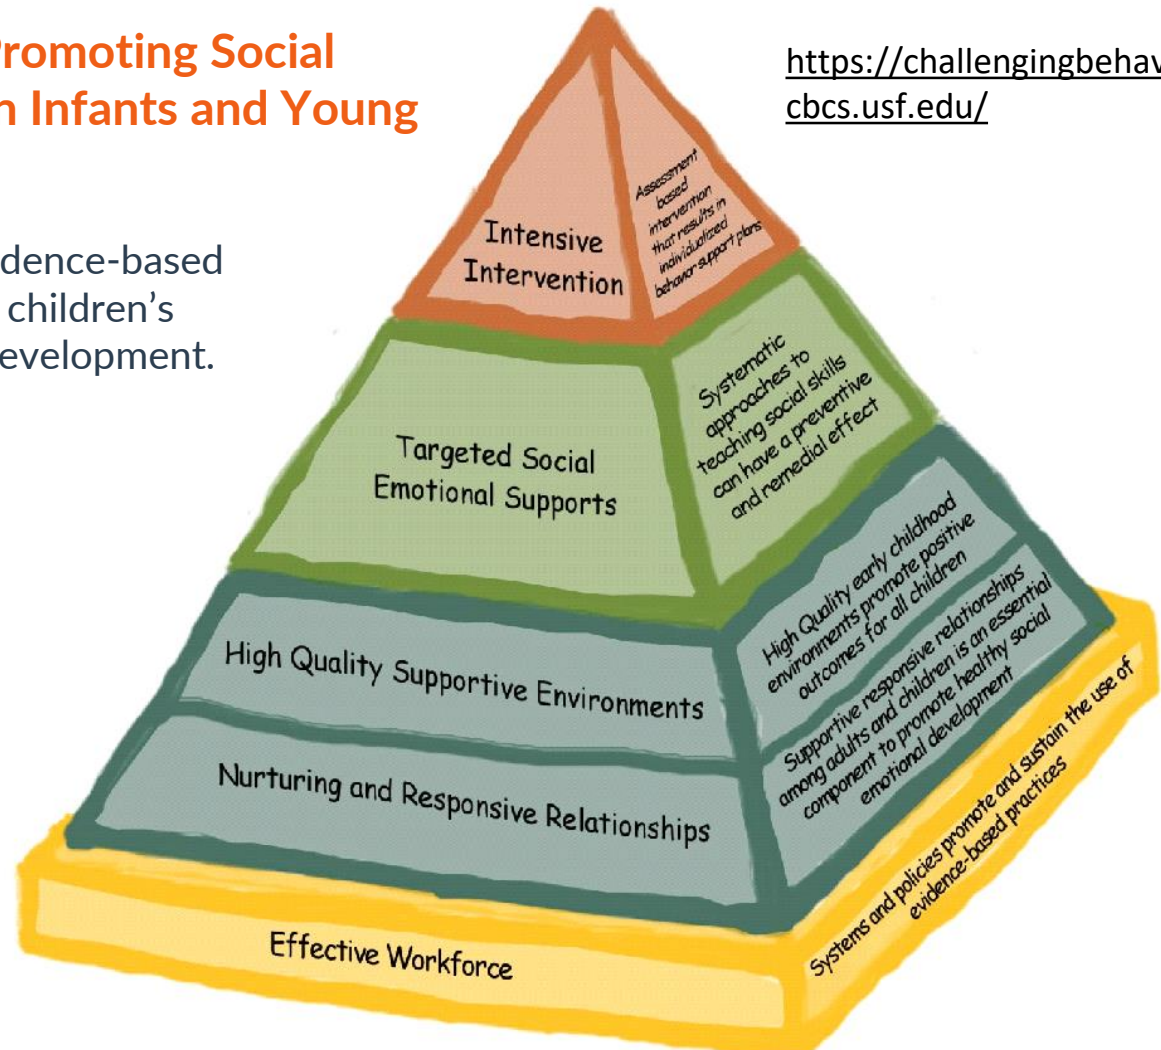 Promoting Social
n Infants and Young
https://challengingbehav
cbcs.usf.edu/
idence-based
children's
evelopment.
Intensive
Intervention
Assessment
based
intervention
that results in
individualized
behavior support plans
Targeted Social
Emotional Supports
Systematic
approaches to
teaching social skills
can have a preventive
and remedial effect
High Quality Supportive Environments
High Quality early childhood
environments promote positive
outcomes for all children
Nurturing and Responsive Relationships
Supportive responsive relationships
among adults and children is an essential
component to promote healthy social
emotional development
Effective Workforce
Systems and policies promote and sustain the use of
evidence-based practices